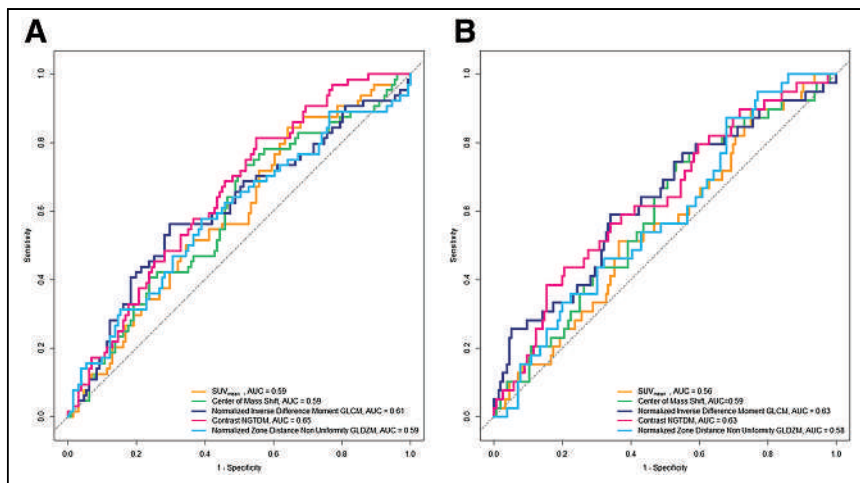 A
B
1.0
0.8
0.6
0.4
0.2
0.0
Sensitivity
SUVmean , AUC = 0.59
Center of Mass Shift, AUC = 0.59
Normalized Inverse Difference Moment GLCM, AUC = 0.61
Contrast NGTDM, AUC = 0.65
Normalized Zone Distance Non Uniformity GLDZM, AUC = 0.59
0.0 0.2 0.4 0.6 0.8 1.0
1 - Specificity
1.0
0.8
0.6
0.4
0.2
0.0
Sensitivity
SUVmean , AUC = 0.56
Center of Mass Shift, AUC=0.59
Normalized Inverse Difference Moment GLCM, AUC = 0.63
Contrast NGTDM, AUC = 0.63
Normalized Zone Distance Non Uniformity GLDZM, AUC = 0.58
0.0 0.2 0.4 0.6 0.8 1.0
1 - Specificity